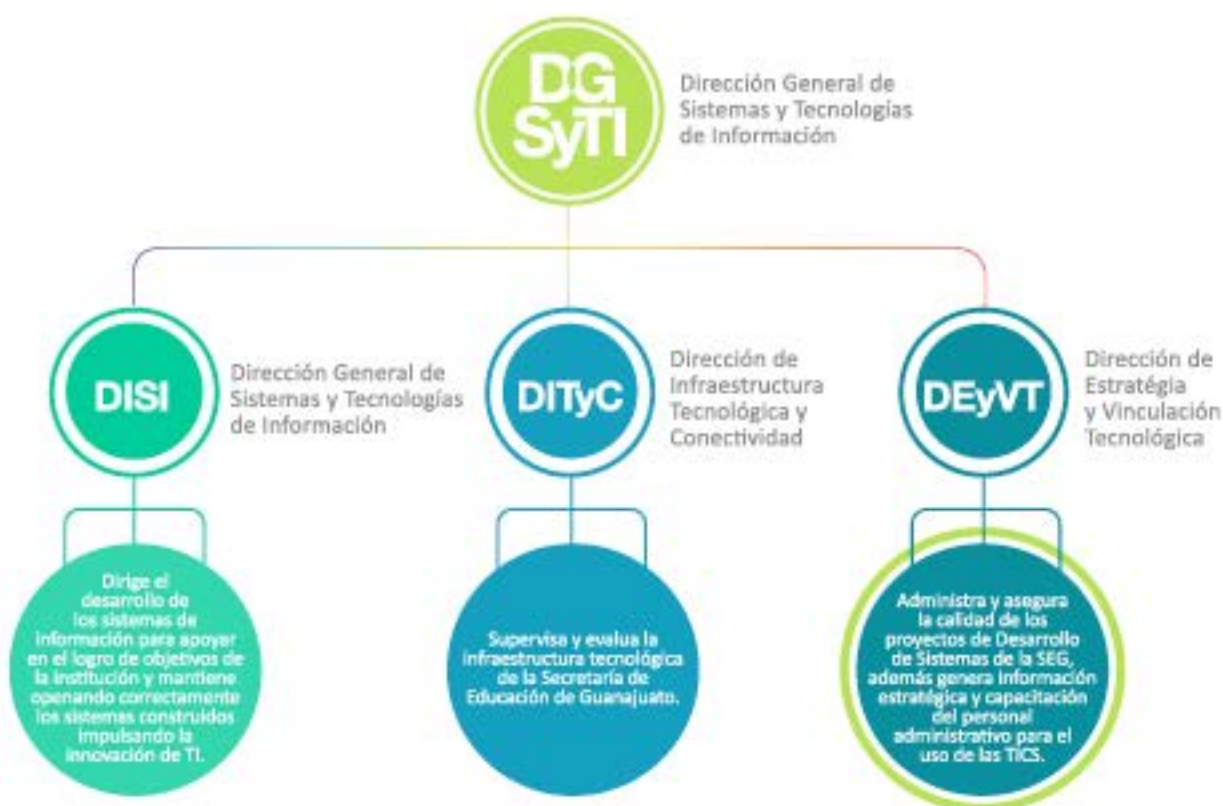 DG
SyTI
Dirección General de
Sistemas y Tecnologías
de Información
DISI
Dirección General de
Sistemas y Tecnologías
de Información
DITyC
Dirección de
Infraestructura
Tecnológica y
Conectividad
DEyVT
Dirección de
Estratégia
y Vinculación
Tecnológica
Dirige el
desarrollo de
los sistemas de
información para apoyar
en el logro de objetivos de
la institución y mantiene
openando correctamente
los sistemas construidos
impulsando la
innovación de TI.
Supervisa y evalua la
infraestructura tecnológica
de la Secretaría de
Educación de Guanajuato.
Administra y asegura
la calidad de los
proyectos de Desarrollo
de Sistemas de la SEG,
además genera información
estratégica y capacitación
del personal
administrativo para el
uso de las TICS.